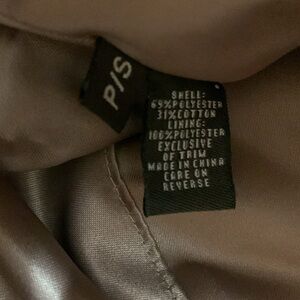 P/S
SHELL:
69%POLYESTER
31%COTTON
LINING:
100%POLYESTER
EXCLUSIVE
OF TRIM
MADE IN CHINA
CARE ON
REVERSE